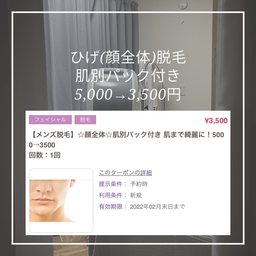 ひげ(顔全体)脱毛
肌別パック付き
5,000→3,500円
フェイシャル 脱毛 ¥3,500
【メンズ脱毛】☆顔全体☆肌別パック付き 肌まで綺麗に！500
0→3500
回数：1回
このクーポンの詳細
提示条件： 予約時
利用条件： 新規
有効期限： 2022年02月末日まで